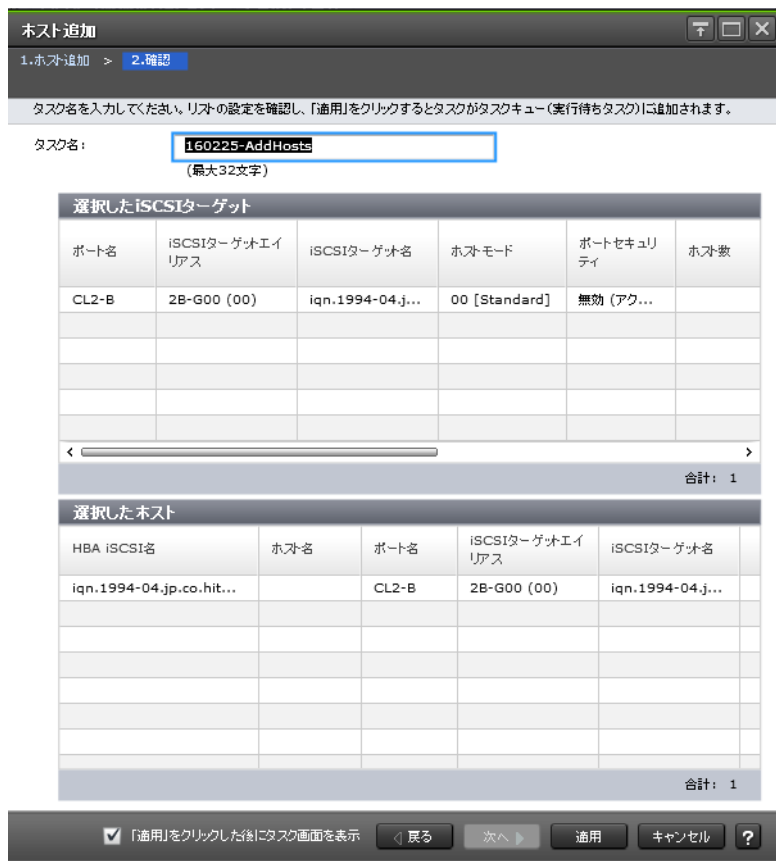 ホスト追加
1.ホスト追加 > 2.確認
タスク名を入力してください。リストの設定を確認し、「適用」をクリックするとタスクがタスクキュー(実行待ちタスク)に追加されます。
タスク名: 160225-AddHosts
(最大32文字)
選択したiSCSIターゲット
ポート名 iSCSIターゲットエイリアス iSCSIターゲット名 ホストモード ポートセキュリティ ホスト数
CL2-B 2B-G00 (00) iqn.1994-04.j... 00 [Standard] 無効 (アク...
合計: 1
選択したホスト
HBA iSCSI名 ホスト名 ポート名 iSCSIターゲットエイリアス iSCSIターゲット名
iqn.1994-04.jp.co.hit... CL2-B 2B-G00 (00) iqn.1994-04.j...
合計: 1
「適用」をクリックした後にタスク画面を表示 戻る 次へ 適用 キャンセル ?